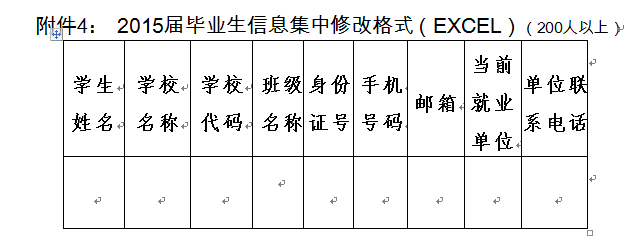 附件4： 2015届毕业生信息集中修改格式（EXCEL）（200人以上）
学生姓名 学校名称 学校代码 班级名称 身份证号 手机号码 邮箱 当前就业单位 单位联系电话